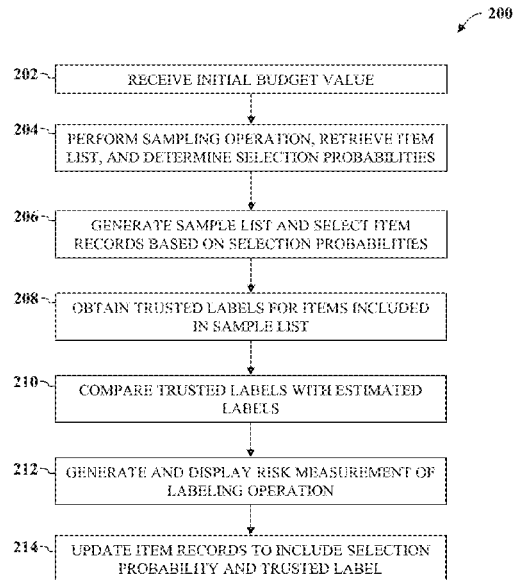 200
202
RECEIVE INITIAL BUDGET VALUE
204
PERFORM SAMPLING OPERATION, RETRIEVE ITEM
LIST, AND DETERMINE SELECTION PROBABILITIES
206
GENERATE SAMPLE LIST AND SELECT ITEM
RECORDS BASED ON SELECTION PROBABILITIES
208
OBTAIN TRUSTED LABELS FOR ITEMS INCLUDED
IN SAMPLE LIST
210
COMPARE TRUSTED LABELS WITH ESTIMATED
LABELS
212
GENERATE AND DISPLAY RISK MEASUREMENT OF
LABELING OPERATION
214
UPDATE ITEM RECORDS TO INCLUDE SELECTION
PROBABILITY AND TRUSTED LABEL